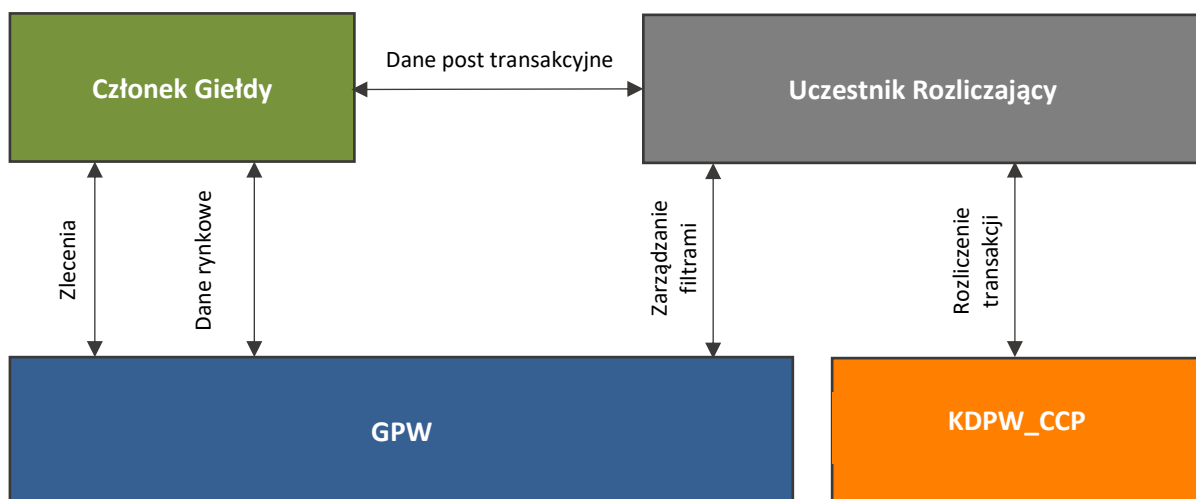 Dane post transakcyjne
Członek Giełdy
Uczestnik Rozliczający
Zlecenia
Dane rynkowe
Zarządzanie
filtrami
Rozliczenie
transakcji
GPW
KDPW_CCP